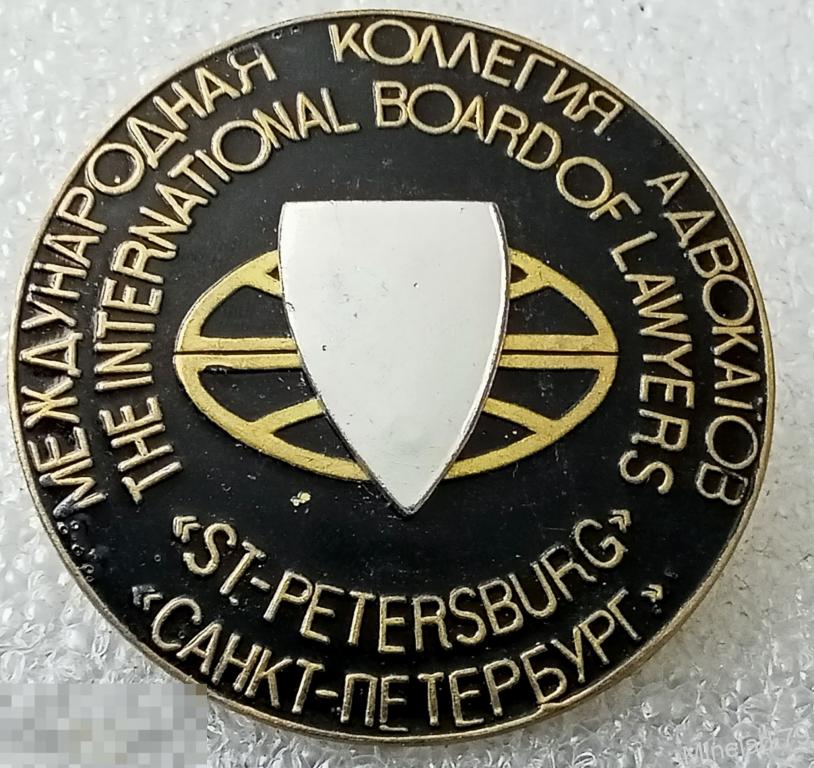 МЕЖДУНАРОДНАЯ КОЛЛЕГИЯ АДВОКАТОВ
THE INTERNATIONAL BOARD OF LAWYERS
«ST-PETERSBURG»
«САНКТ-ПЕТЕРБУРГ»